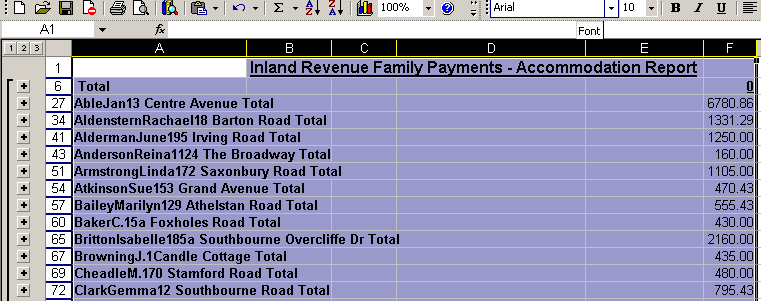 100% Arial 10 B I U
A1 fx Font
1 2 3 A B C D E F
1 Inland Revenue Family Payments - Accommodation Report
6 Total 0
27 AbleJan13 Centre Avenue Total 6780.86
34 AldensternRachael18 Barton Road Total 1331.29
41 AldermanJune195 Irving Road Total 1250.00
43 AndersonReina1124 The Broadway Total 160.00
51 ArmstrongLinda172 Saxonbury Road Total 1105.00
54 AtkinsonSue153 Grand Avenue Total 470.43
57 BaileyMarilyn129 Athelstan Road Total 555.43
60 BakerC.15a Foxholes Road Total 430.00
65 BrittonIsabelle185a Southbourne Overcliffe Dr Total 2160.00
67 BrowningJ.1Candle Cottage Total 435.00
69 CheadleM.170 Stamford Road Total 480.00
72 ClarkGemma12 Southbourne Road Total 795.43